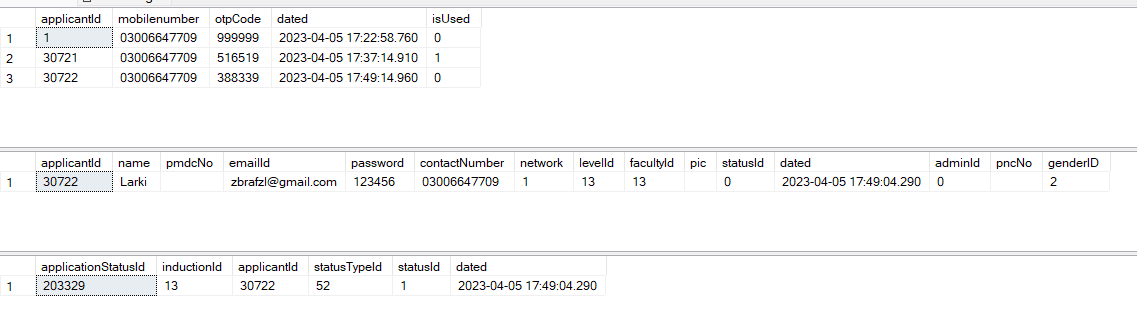 applicantId mobilenumber otpCode dated isUsed
1 1 03006647709 999999 2023-04-05 17:22:58.760 0
2 30721 03006647709 516519 2023-04-05 17:37:14.910 1
3 30722 03006647709 388339 2023-04-05 17:49:14.960 0
applicantId name pmdcNo emailId password contactNumber network levelId facultyId pic statusId dated adminId pncNo genderID
1 30722 Larki zbrafzl@gmail.com 123456 03006647709 1 13 13 0 2023-04-05 17:49:04.290 0 2
applicationStatusId inductionId applicantId statusTypeId statusId dated
1 203329 13 30722 52 1 2023-04-05 17:49:04.290